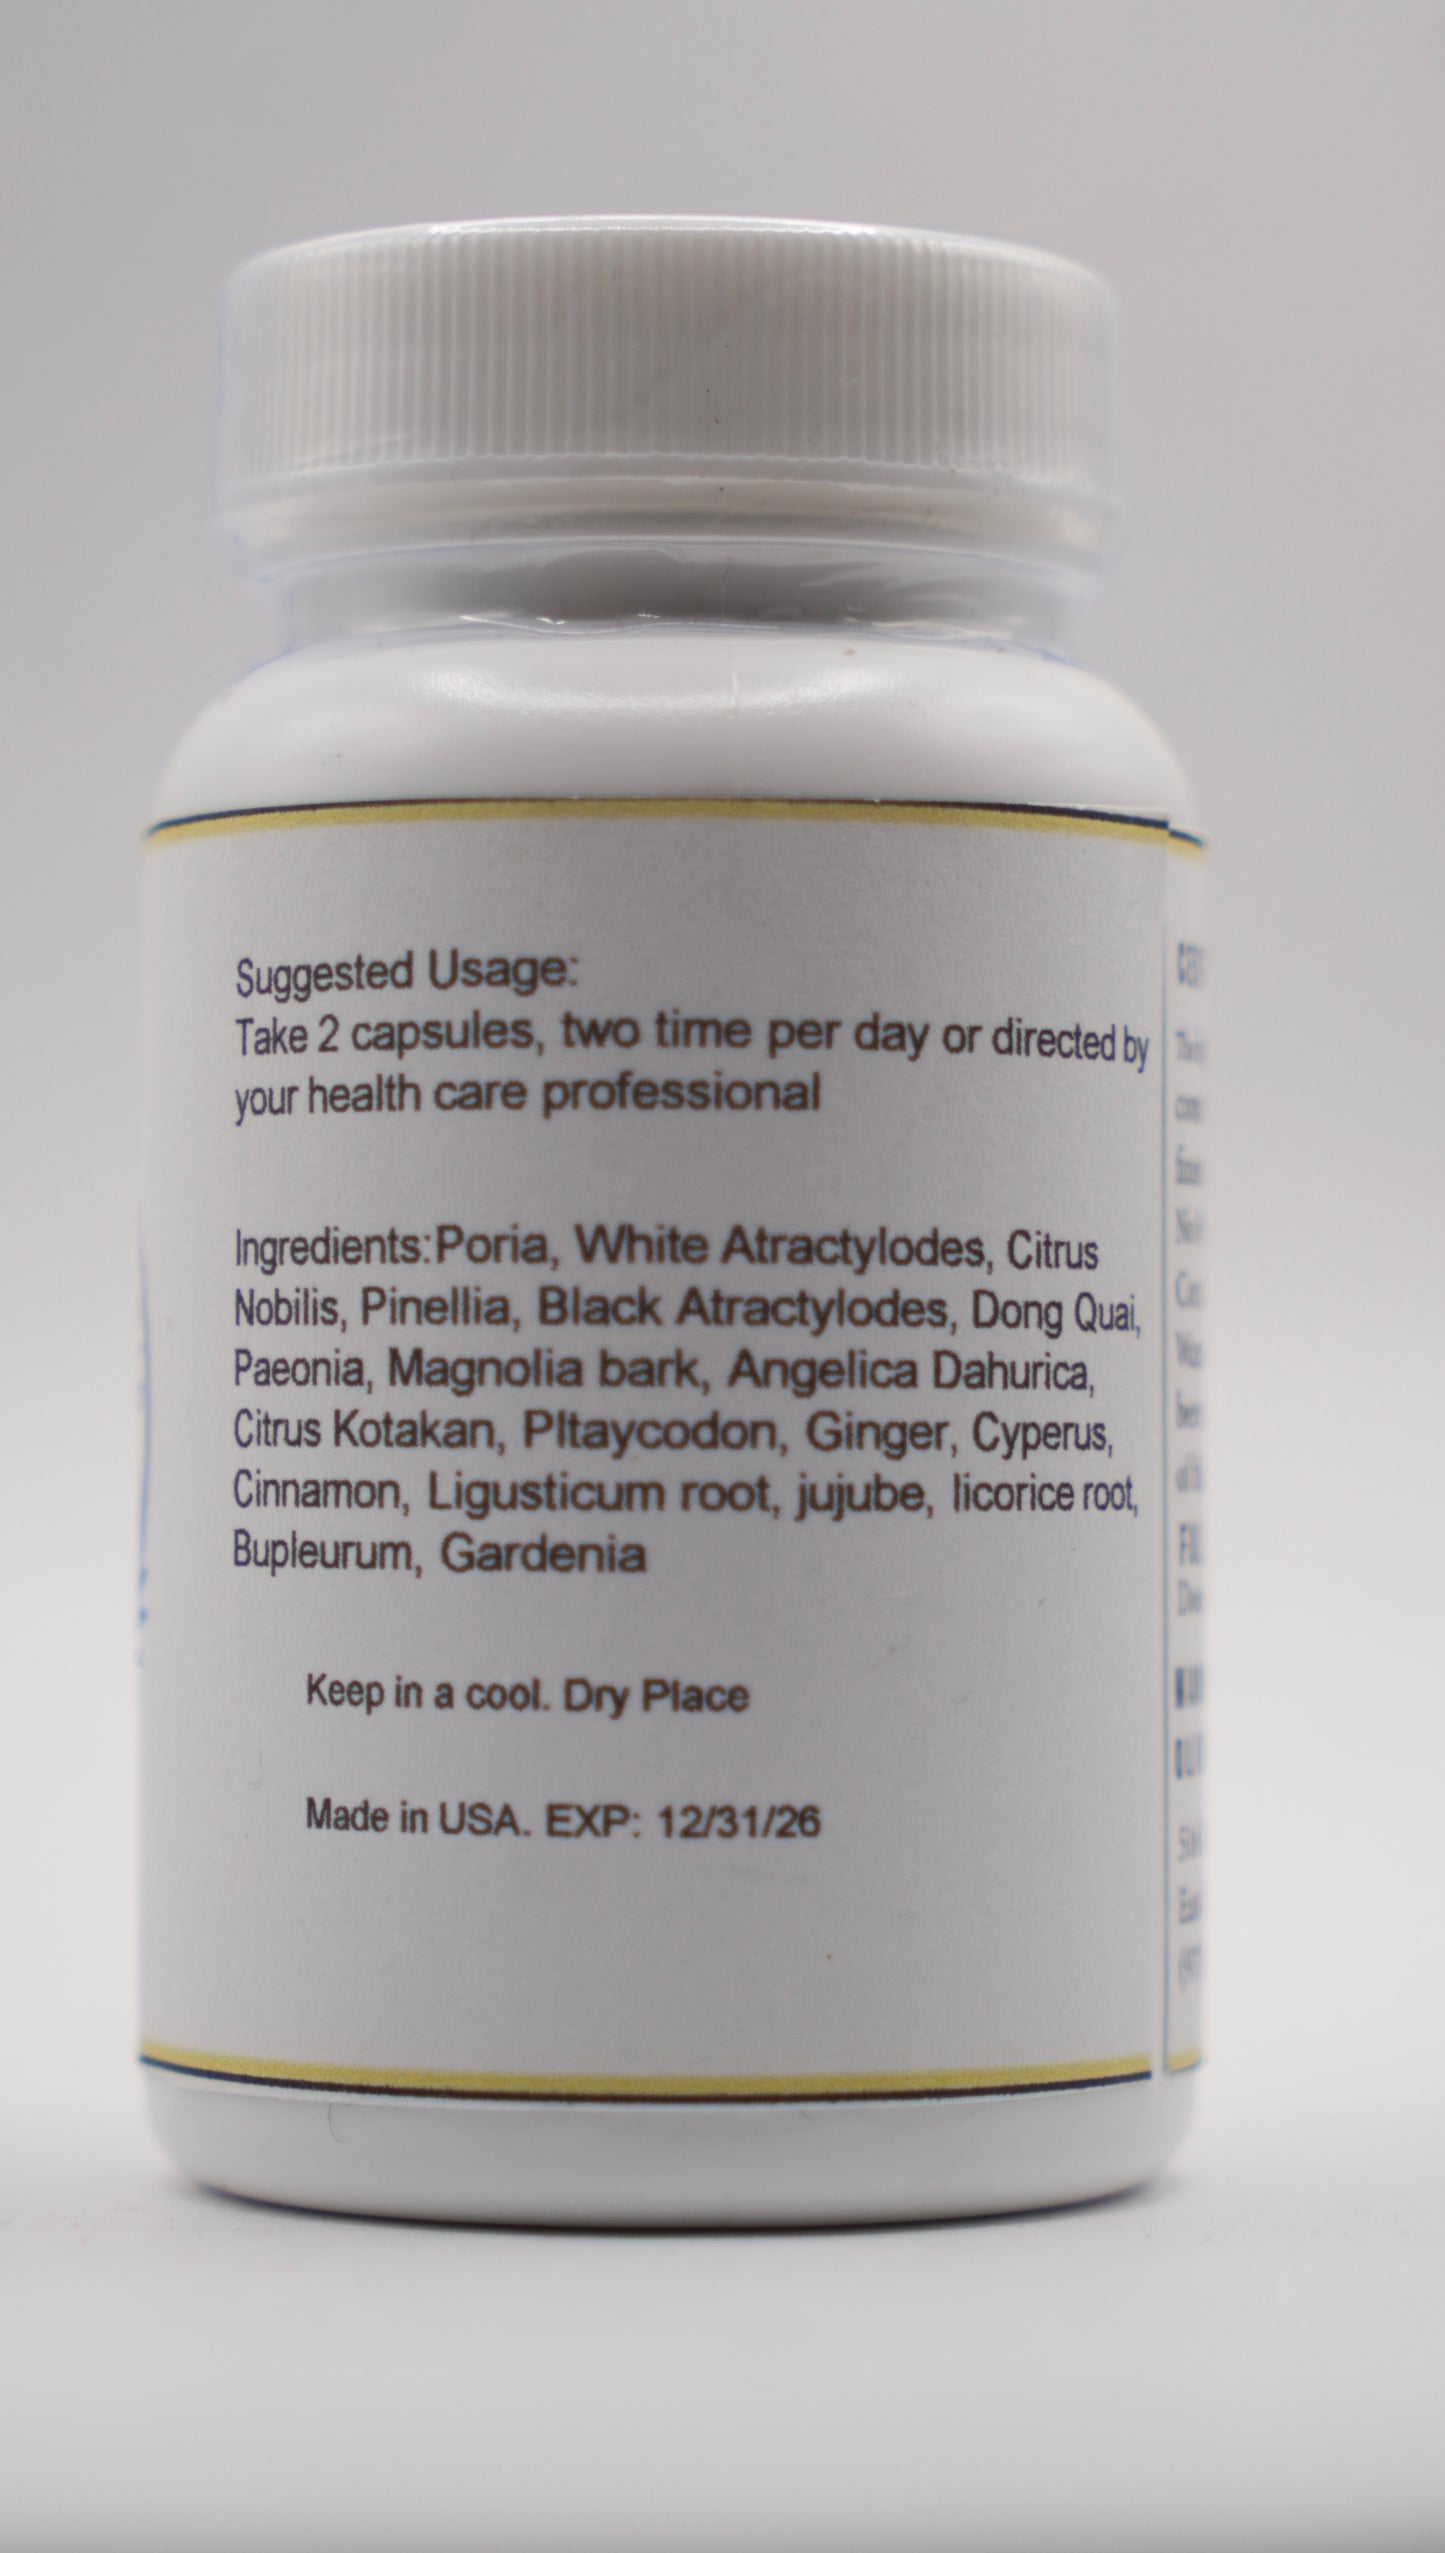 Suggested Usage:
Take 2 capsules, two time per day or directed by
your health care professional
Ingredients:Poria, White Atractylodes, Citrus
Nobilis, Pinellia, Black Atractylodes, Dong Quai,
Paeonia, Magnolia bark, Angelica Dahurica,
Citrus Kotakan, Pltaycodon, Ginger, Cyperus,
Cinnamon, Ligusticum root, jujube, licorice root,
Bupleurum, Gardenia
Keep in a cool. Dry Place
Made in USA. EXP: 12/31/26